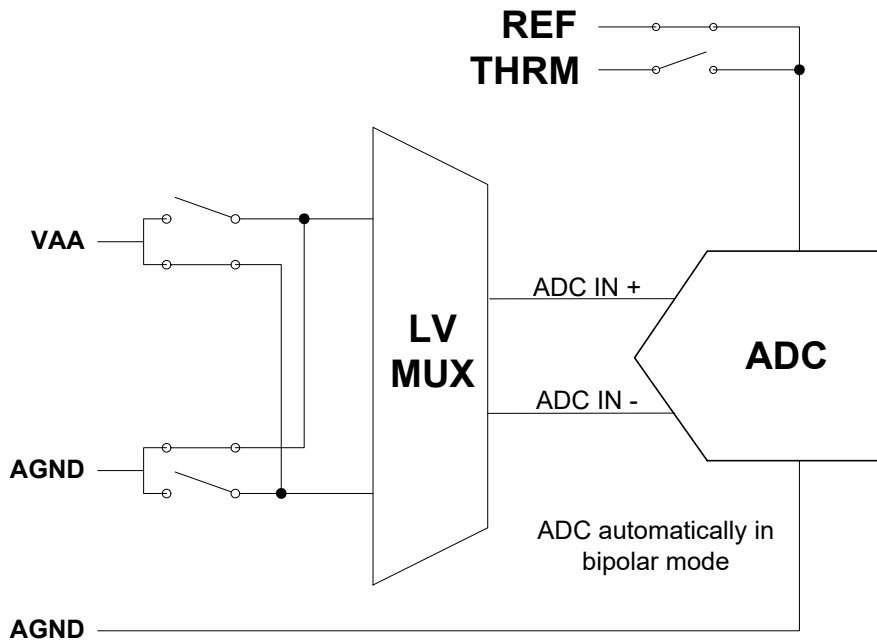 REF
THRM
VAA
ADC IN +
LV
MUX
ADC
ADC IN -
AGND
ADC automatically in
bipolar mode
AGND